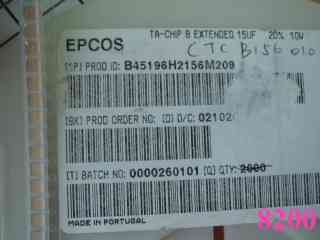 TA-CHIP B EXTENDED 15UF 20% 10V
EPCOS
CTC B156 010
[1P] PROD ID: B45196H2156M209
[9K] PROD ORDER NO: [D] D/C: 02102
[T] BATCH NO: 0000260101 [Q] QTY: 2000
MADE IN PORTUGAL
8200